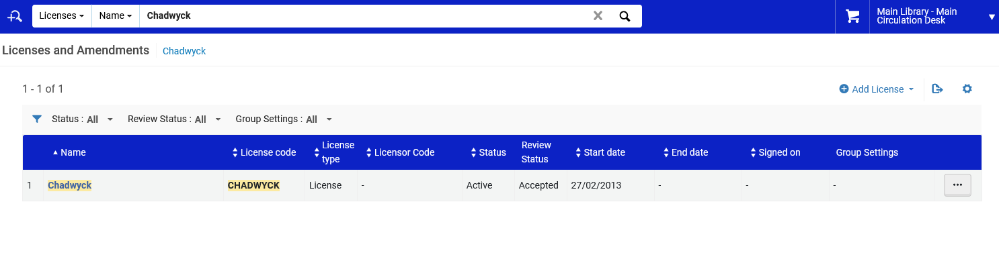 Licenses Name Chadwyck
Main Library - Main
Circulation Desk
Licenses and Amendments Chadwyck
1 - 1 of 1
Add License
Status : All Review Status : All Group Settings : All
Name License code License type Licensor Code Status Review Status Start date End date Signed on Group Settings
1 Chadwyck CHADWYCK License - Active Accepted 27/02/2013 - - -